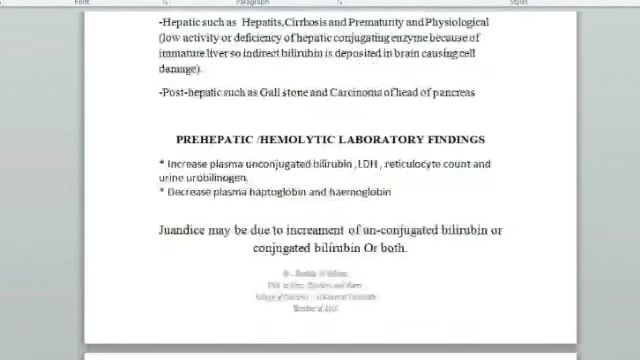 Font
Paragraph
Styles
-Hepatic such as Hepatits,Cirrhosis and Prematurity and Physiological
(low activity or deficiency of hepatic conjugating enzyme because of
immature liver so indirect bilirubin is deposited in brain causing cell
damage).
-Post-hepatic such as Gall stone and Carcinoma of head of pancreas
PREHEPATIC /HEMOLYTIC LABORATORY FINDINGS
* Increase plasma unconjugated bilirubin ,LDH , reticulocyte count and
urine urobilinogen.
* Decrease plasma haptoglobin and haemoglobin
Juandice may be due to increament of un-conjugated bilirubin or
conjugated bilirubin Or both.